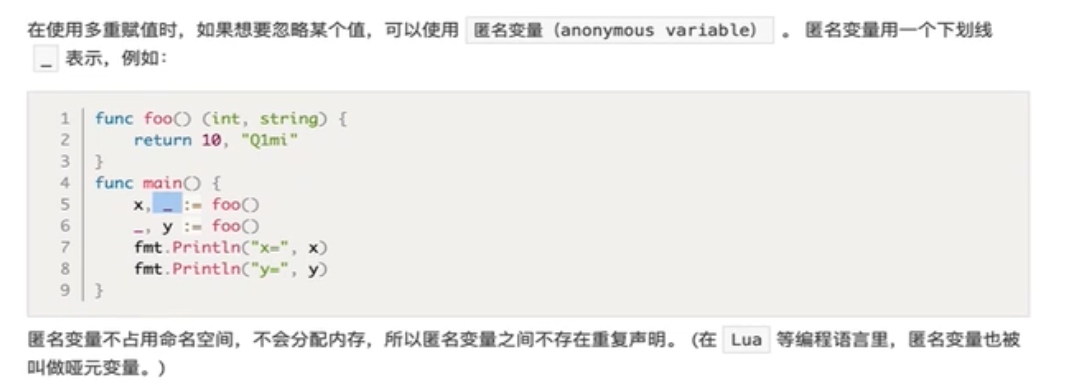 在使用多重赋值时，如果想要忽略某个值，可以使用 匿名变量（anonymous variable） 。 匿名变量用一个下划线
_ 表示，例如：
1 func foo() (int, string) {
2     return 10, "Q1mi"
3 }
4 func main() {
5     x, _ := foo()
6     _, y := foo()
7     fmt.Println("x=", x)
8     fmt.Println("y=", y)
9 }
匿名变量不占用命名空间，不会分配内存，所以匿名变量之间不存在重复声明。 (在 Lua 等编程语言里，匿名变量也被
叫做哑元变量。)